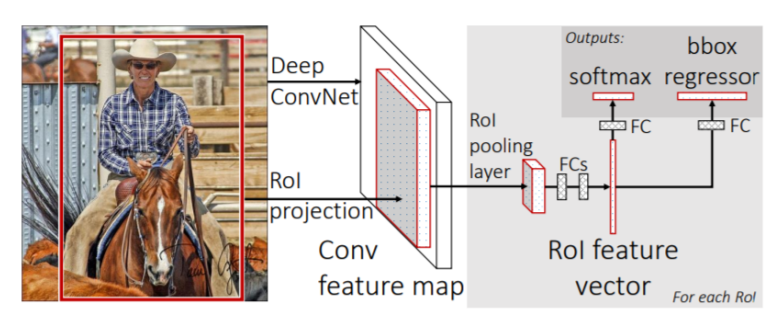 Deep
ConvNet
RoI
projection
Conv
feature map
RoI
pooling
layer
FCs
RoI feature
vector
For each RoI
Outputs:
softmax
bbox
regressor
FC
FC